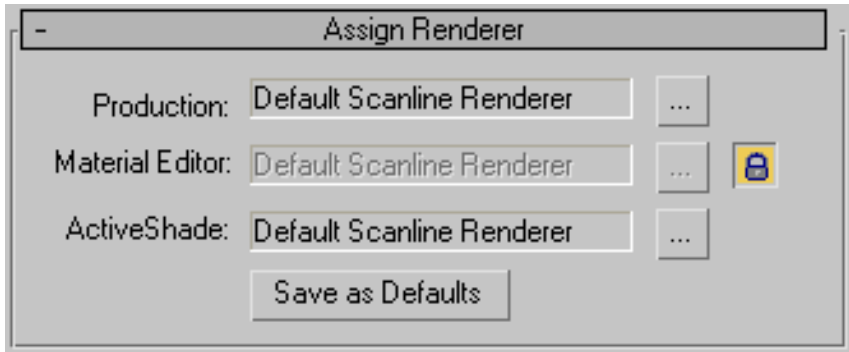 - Assign Renderer
Production: Default Scanline Renderer ...
Material Editor: Default Scanline Renderer ...
ActiveShade: Default Scanline Renderer ...
Save as Defaults